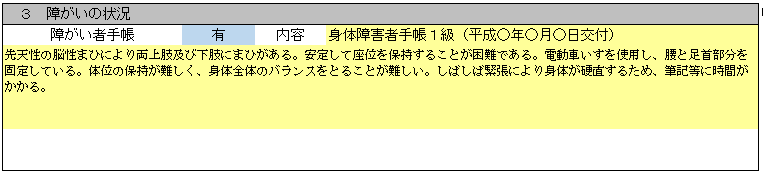 ３　障がいの状況
障がい者手帳　有　内容　身体障害者手帳１級（平成〇年〇月〇日交付）
先天性の脳性まひにより両上肢及び下肢にまひがある。安定して座位を保持することが困難である。電動車いすを使用し、腰と足首部分を
固定している。体位の保持が難しく、身体全体のバランスをとることが難しい。しばしば緊張により身体が硬直するため、筆記等に時間が
かかる。